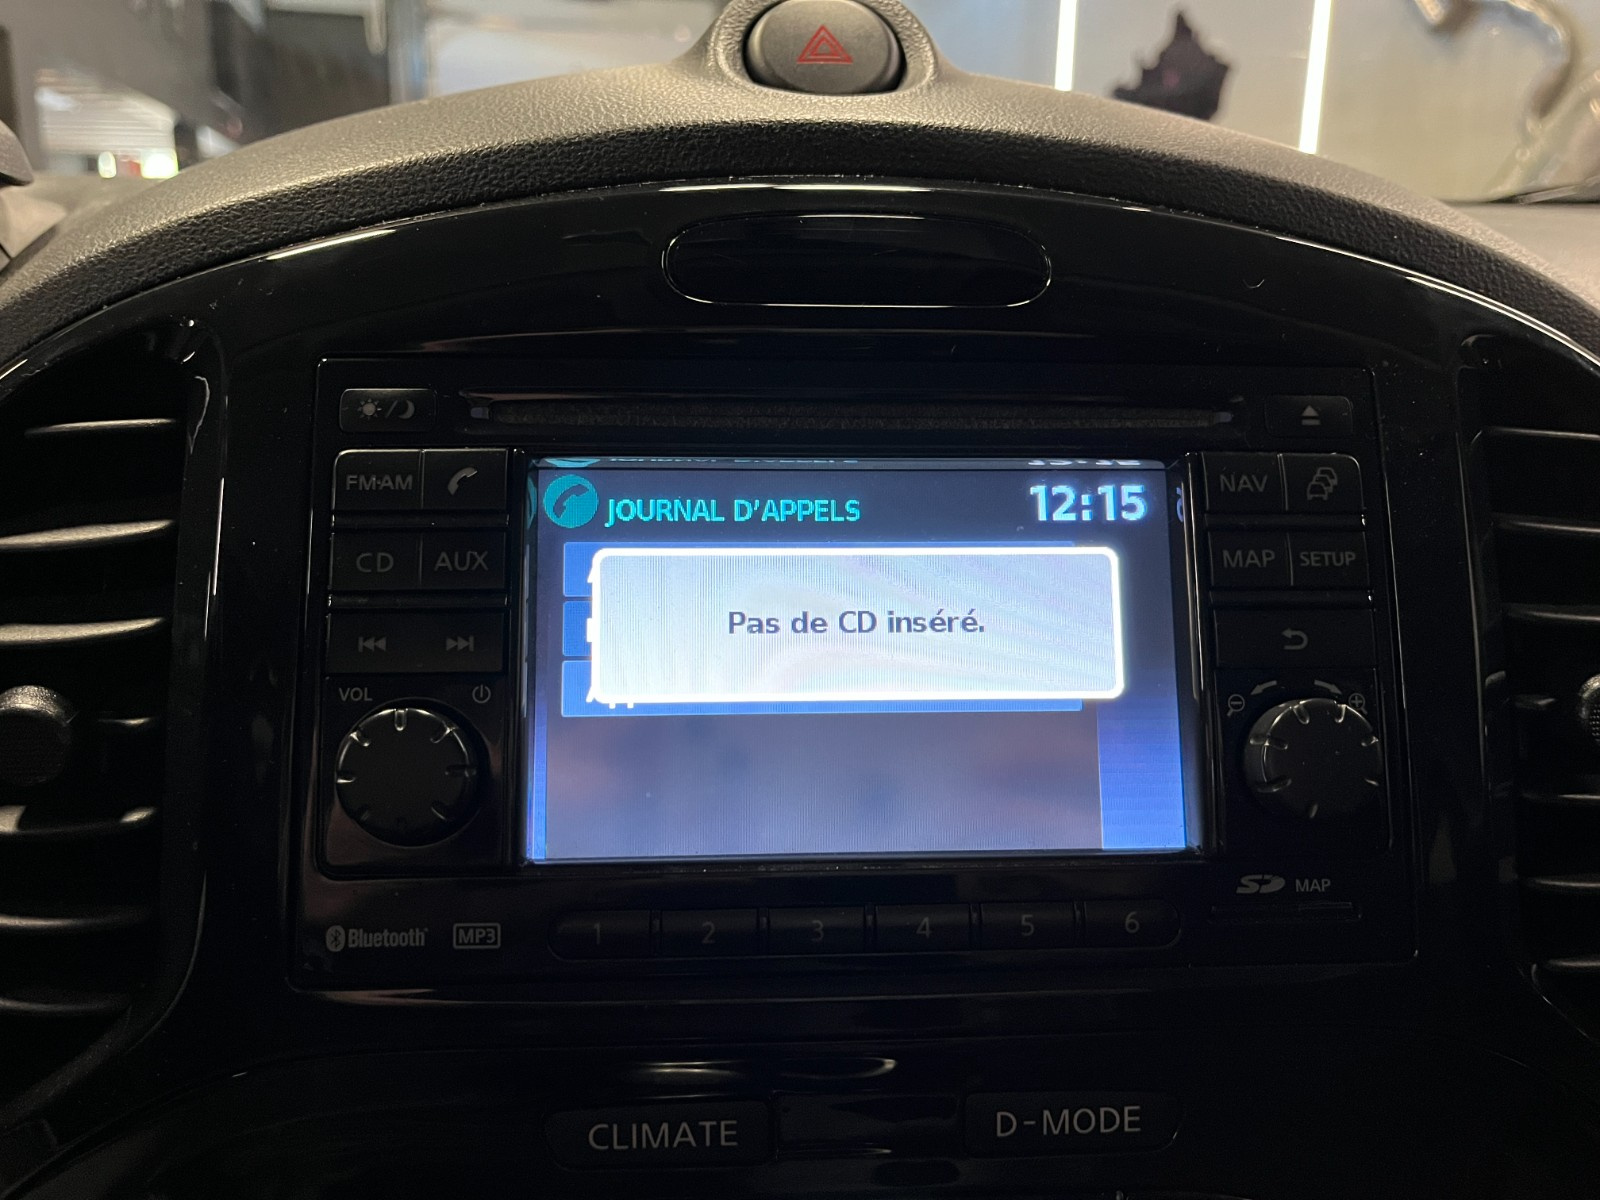 FM·AM
CD
AUX
VOL
JOURNAL D'APPELS
12:15
Pas de CD inséré.
NAV
MAP
SETUP
SD MAP
Bluetooth
MP3
1 2 3 4 5 6
CLIMATE
D-MODE